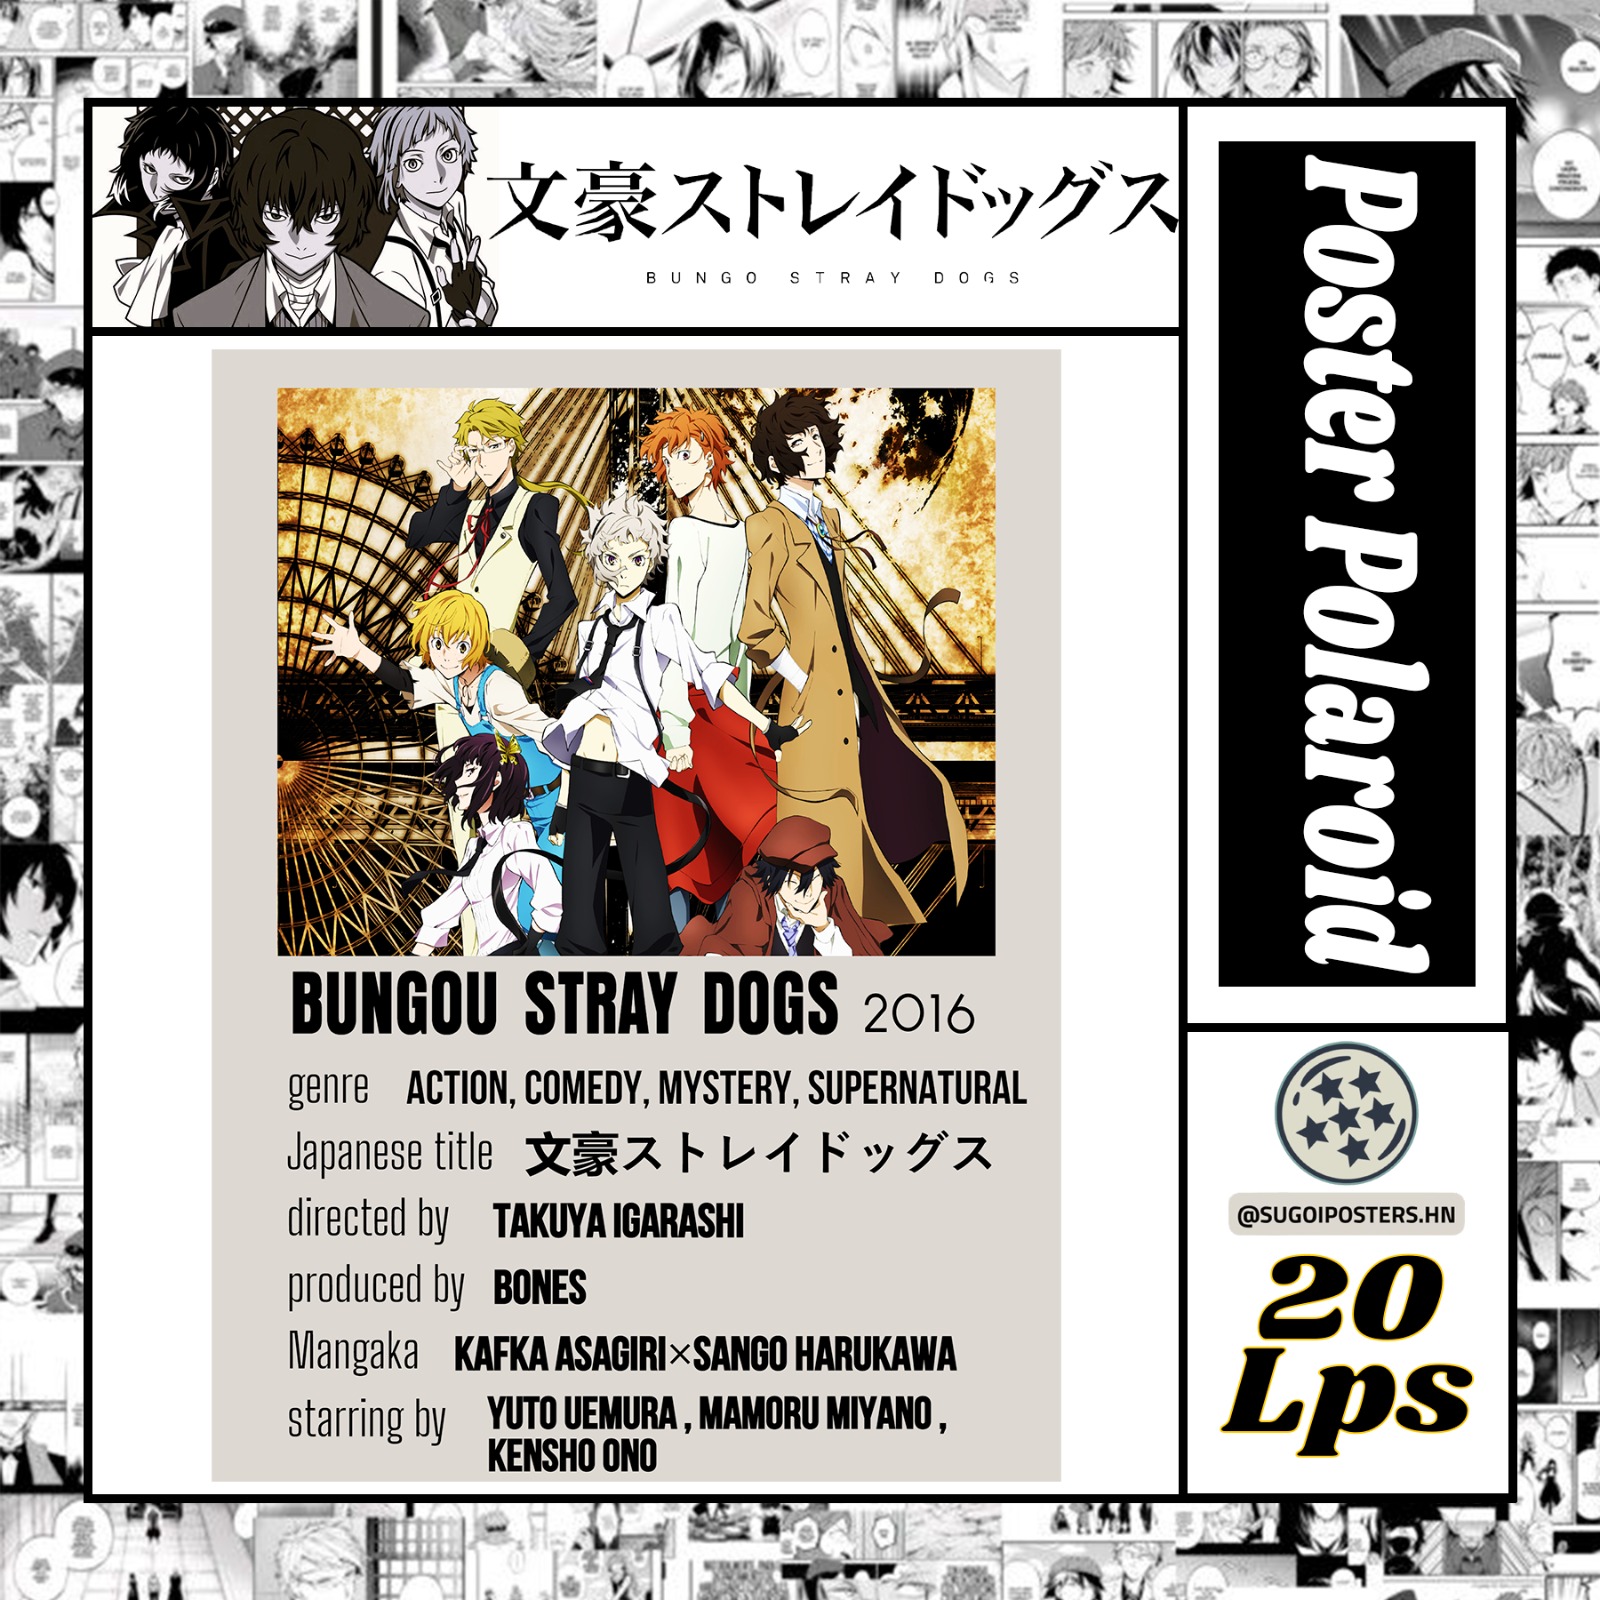 文豪ストレイドッグス
BUNGO STRAY DOGS
Poster Polaroid
BUNGOU STRAY DOGS 2016
genre ACTION, COMEDY, MYSTERY, SUPERNATURAL
Japanese title 文豪ストレイドッグス
directed by TAKUYA IGARASHI
produced by BONES
Mangaka KAFKA ASAGIRI×SANGO HARUKAWA
starring by YUTO UEMURA , MAMORU MIYANO ,
KENSHO ONO
@SUGOIPOSTERS.HN
20
Lps